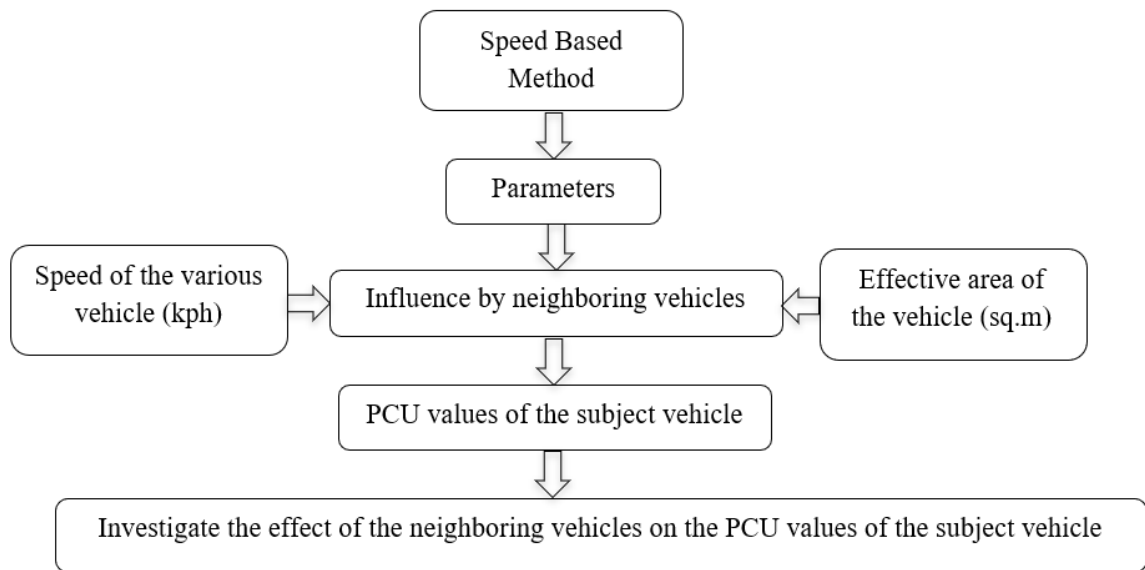 Speed Based
Method
Parameters
Speed of the various
vehicle (kph)
Influence by neighboring vehicles
Effective area of
the vehicle (sq.m)
PCU values of the subject vehicle
Investigate the effect of the neighboring vehicles on the PCU values of the subject vehicle